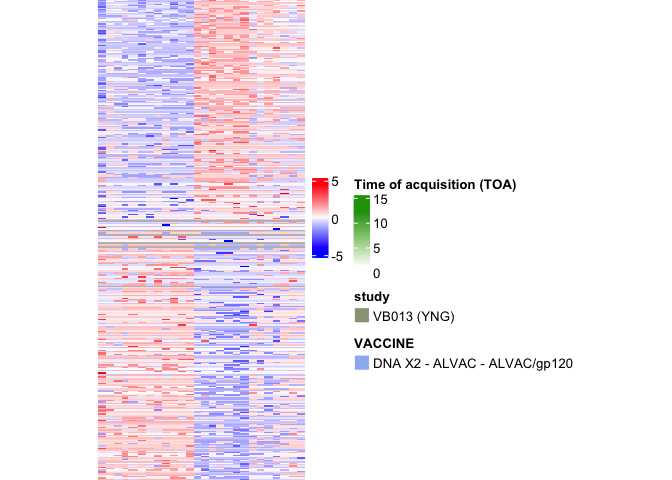 5
0
-5
Time of acquisition (TOA)
15
10
5
0
study
VB013 (YNG)
VACCINE
DNA X2 - ALVAC - ALVAC/gp120